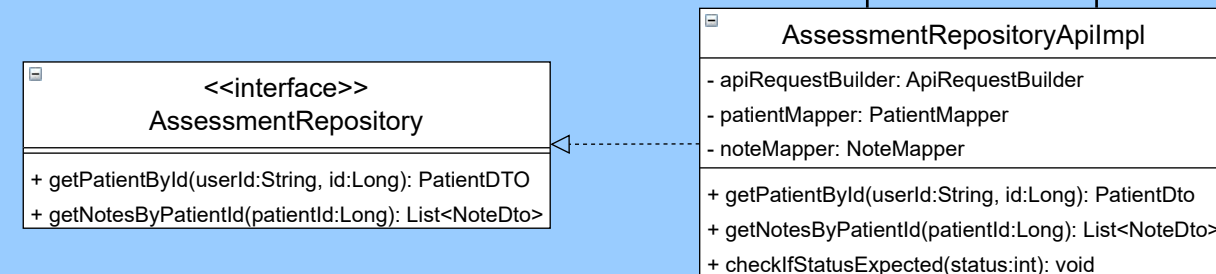 <<interface>>
AssessmentRepository
+ getPatientById(userId:String, id:Long): PatientDTO
+ getNotesByPatientId(patientId:Long): List<NoteDto>
AssessmentRepositoryApiImpl
- apiRequestBuilder: ApiRequestBuilder
- patientMapper: PatientMapper
- noteMapper: NoteMapper
+ getPatientById(userId:String, id:Long): PatientDto
+ getNotesByPatientId(patientId:Long): List<NoteDto>
+ checkIfStatusExpected(status:int): void